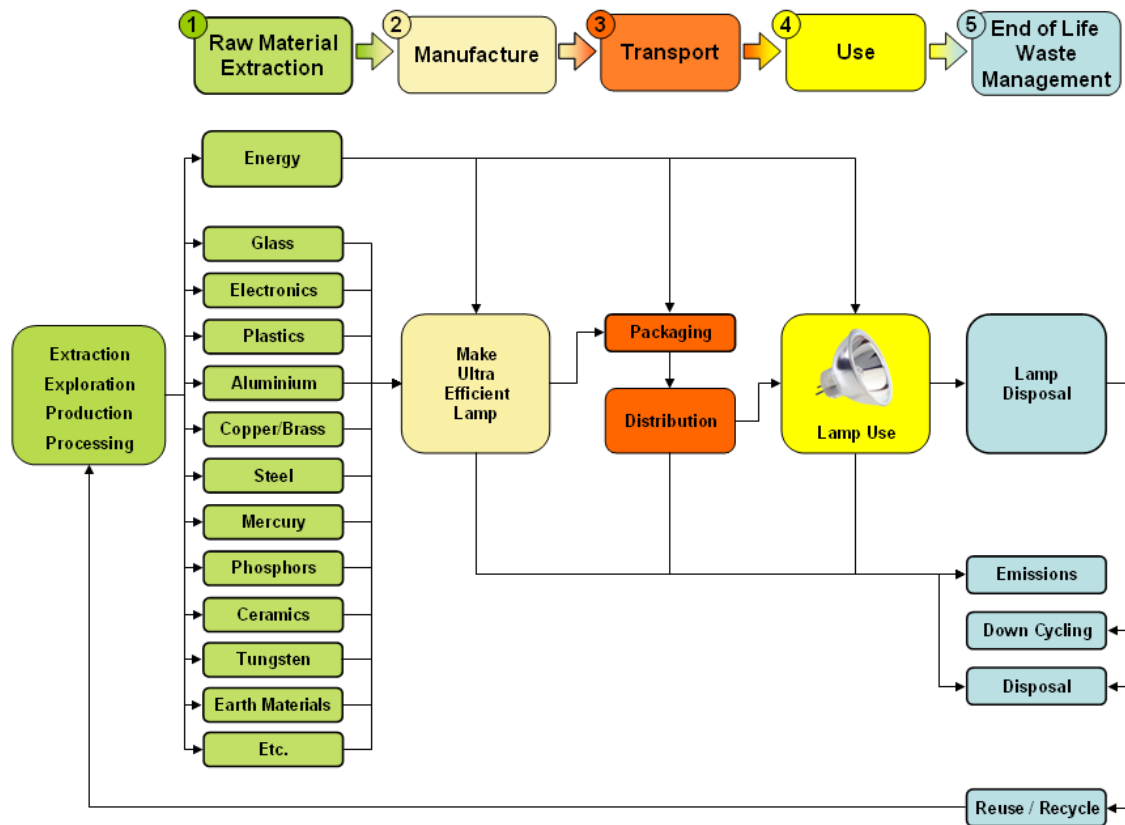 1
Raw Material
Extraction
2
Manufacture
3
Transport
4
Use
5
End of Life
Waste
Management
Energy
Glass
Electronics
Plastics
Aluminium
Copper/Brass
Steel
Mercury
Phosphors
Ceramics
Tungsten
Earth Materials
Etc.
Extraction
Exploration
Production
Processing
Make
Ultra
Efficient
Lamp
Packaging
Distribution
Lamp Use
Lamp
Disposal
Emissions
Down Cycling
Disposal
Reuse / Recycle